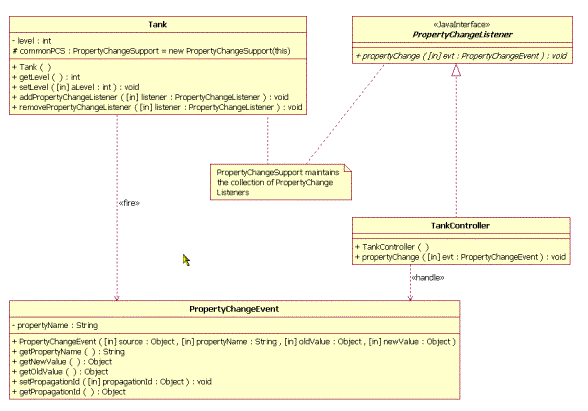 Tank
- level : int
# commonPCS : PropertyChangeSupport = new PropertyChangeSupport(this)
+ Tank ( )
+ getLevel ( ) : int
+ setLevel ( [in] aLevel : int ) : void
+ addPropertyChangeListener ( [in] listener : PropertyChangeListener ) : void
+ removePropertyChangeListener ( [in] listener : PropertyChangeListener ) : void
«JavaInterface»
PropertyChangeListener
+ propertyChange ( [in] evt : PropertyChangeEvent ) : void
PropertyChangeSupport maintains
the collection of PropertyChange
Listeners
«fire»
TankController
+ TankController ( )
+ propertyChange ( [in] evt : PropertyChangeEvent ) : void
«handle»
PropertyChangeEvent
- propertyName : String
+ PropertyChangeEvent ( [in] source : Object , [in] propertyName : String , [in] oldValue : Object , [in] newValue : Object )
+ getPropertyName ( ) : String
+ getNewValue ( ) : Object
+ getOldValue ( ) : Object
+ setPropagationId ( [in] propagationId : Object ) : void
+ getPropagationId ( ) : Object